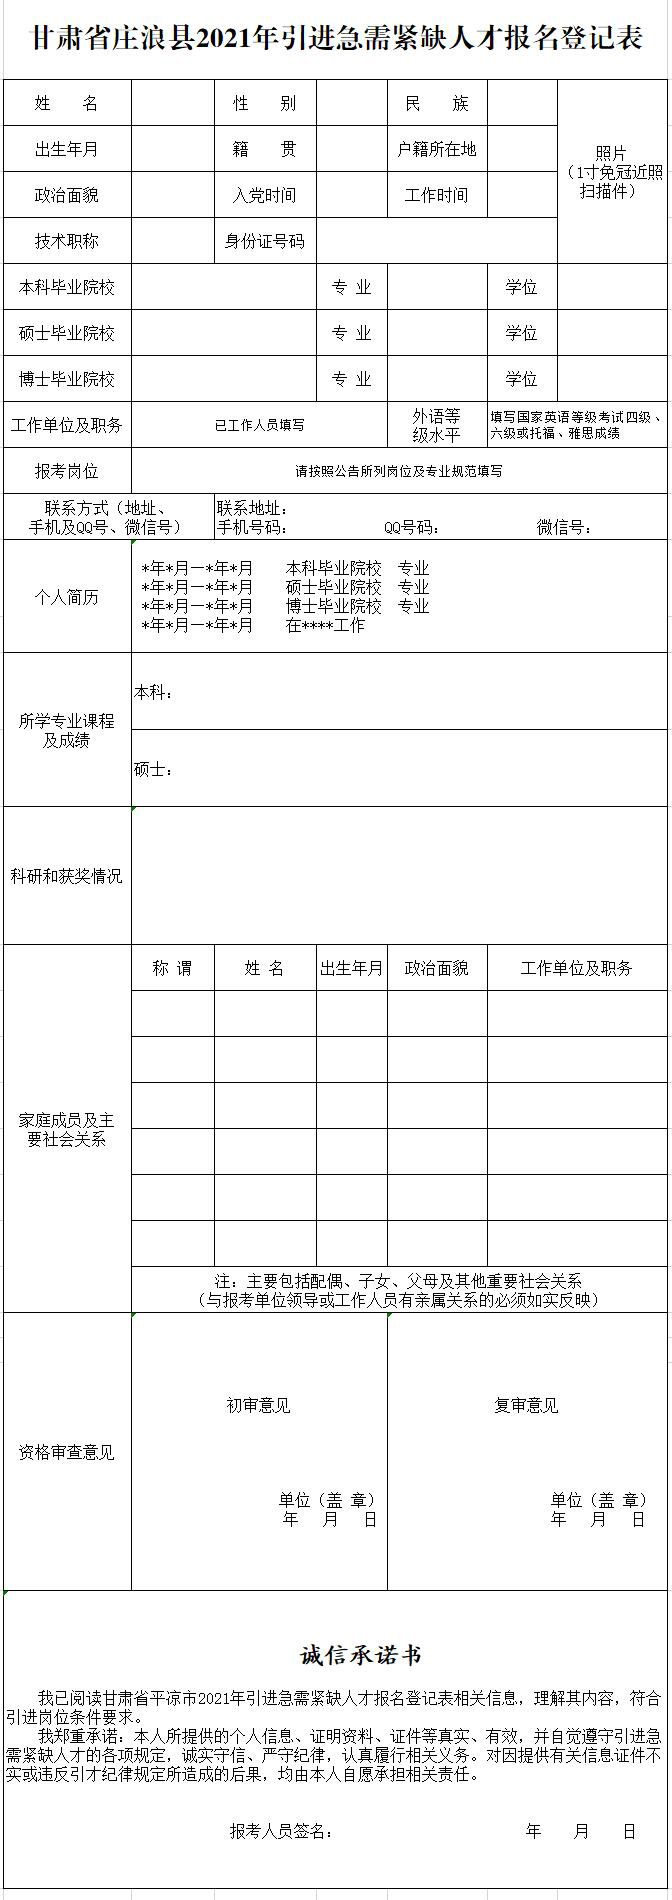 甘肃省庄浪县2021年引进急需紧缺人才报名登记表
姓 名 性 别 民 族
照片
（1寸免冠近照
扫描件）
出生年月 籍 贯 户籍所在地
政治面貌 入党时间 工作时间
技术职称 身份证号码
本科毕业院校 专 业 学位
硕士毕业院校 专 业 学位
博士毕业院校 专 业 学位
工作单位及职务 已工作人员填写
外语等
级水平
填写国家英语等级考试四级、
六级或托福、雅思成绩
报考岗位 请按照公告所列岗位及专业规范填写
联系方式（地址、
手机及QQ号、微信号）
联系地址：
手机号码： QQ号码： 微信号：
个人简历
*年*月—*年*月 本科毕业院校 专业
*年*月—*年*月 硕士毕业院校 专业
*年*月—*年*月 博士毕业院校 专业
*年*月—*年*月 在****工作
所学专业课程
及成绩
本科：
硕士：
科研和获奖情况
家庭成员及主
要社会关系
称 谓 姓 名 出生年月 政治面貌 工作单位及职务
注：主要包括配偶、子女、父母及其他重要社会关系
（与报考单位领导或工作人员有亲属关系的必须如实反映）
资格审查意见
初审意见
单位（盖 章）
年 月 日
复审意见
单位（盖 章）
年 月 日
诚信承诺书
我已阅读甘肃省平凉市2021年引进急需紧缺人才报名登记表相关信息，理解其内容，符合
引进岗位条件要求。
我郑重承诺：本人所提供的个人信息、证明资料、证件等真实、有效，并自觉遵守引进急
需紧缺人才的各项规定，诚实守信、严守纪律，认真履行相关义务。对因提供有关信息证件不
实或违反引才纪律规定所造成的后果，均由本人自愿承担相关责任。
报考人员签名： 年 月 日